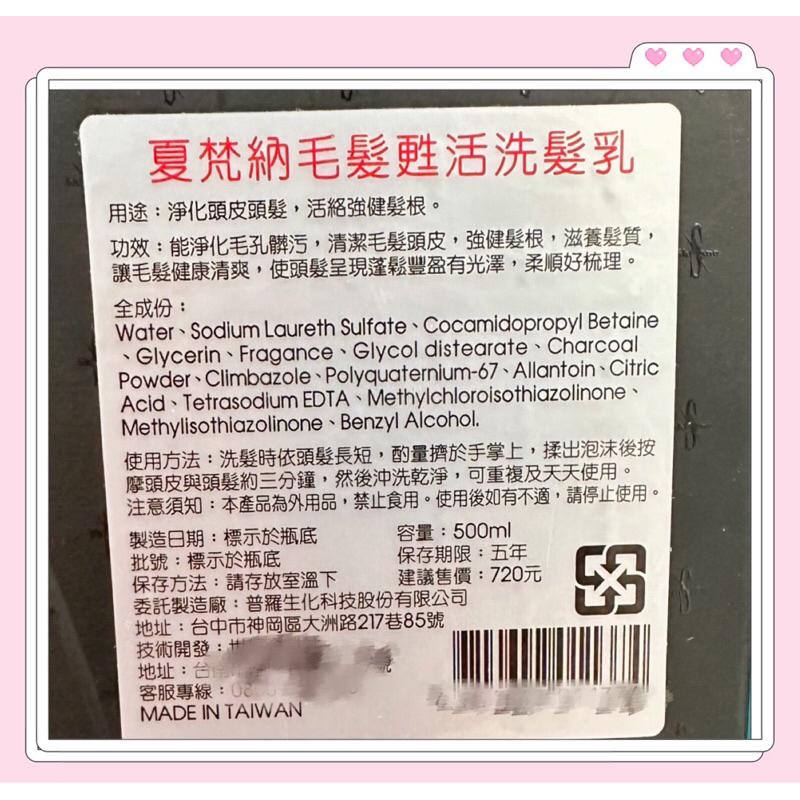 夏梵納毛髮甦活洗髮乳
用途：淨化頭皮頭髮，活絡強健髮根。
功效：能淨化毛孔髒污，清潔毛髮頭皮，強健髮根，滋養髮質，
讓毛髮健康清爽，使頭髮呈現蓬鬆豐盈有光澤，柔順好梳理。
全成份：
Water、Sodium Laureth Sulfate、Cocamidopropyl Betaine
、Glycerin、Fragance、Glycol distearate、Charcoal
Powder、Climbazole、Polyquaternium-67、Allantoin、Citric
Acid、Tetrasodium EDTA、Methylchloroisothiazolinone、
Methylisothiazolinone、Benzyl Alcohol.
使用方法：洗髮時依頭髮長短，酌量擠於手掌上，揉出泡沫後按
摩頭皮與頭髮約三分鐘，然後沖洗乾淨，可重複及天天使用。
注意須知：本產品為外用品，禁止食用。使用後如有不適，請停止使用。
製造日期：標示於瓶底 容量：500ml
批號：標示於瓶底 保存期限：五年
保存方法：請存放室溫下 建議售價：720元
委託製造廠：普羅生化科技股份有限公司
地址：台中市神岡區大洲路217巷85號
技術開發：
地址：台 號
客服專線：
MADE IN TAIWAN